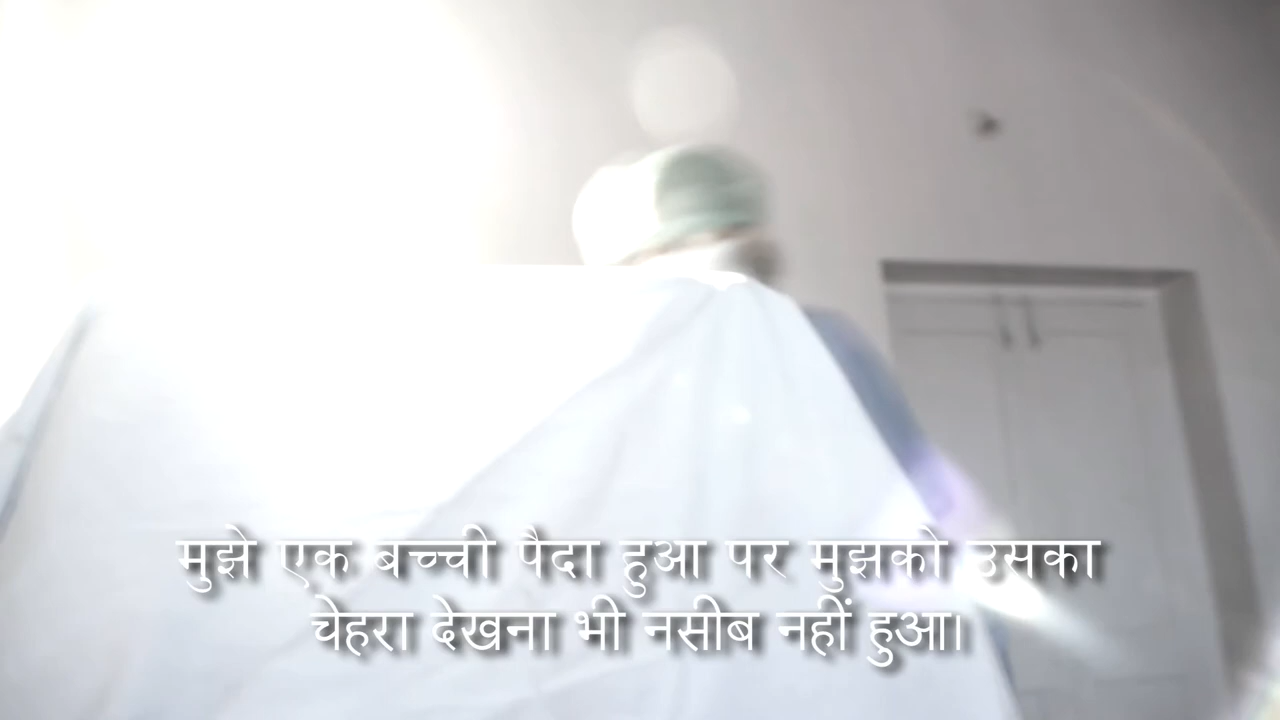 मुझे एक बच्ची पैदा हुआ पर मुझको उसका
चेहरा देखना भी नसीब नहीं हुआ।